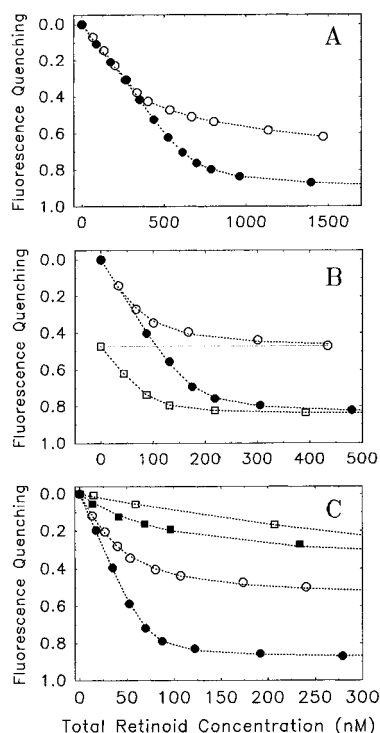 A
Fluorescence Quenching
0.0
0.2
0.4
0.6
0.8
1.0
0 500 1000 1500
B
Fluorescence Quenching
0.0
0.2
0.4
0.6
0.8
1.0
0 100 200 300 400 500
C
Fluorescence Quenching
0.0
0.2
0.4
0.6
0.8
1.0
0 50 100 150 200 250 300
Total Retinoid Concentration (nM)